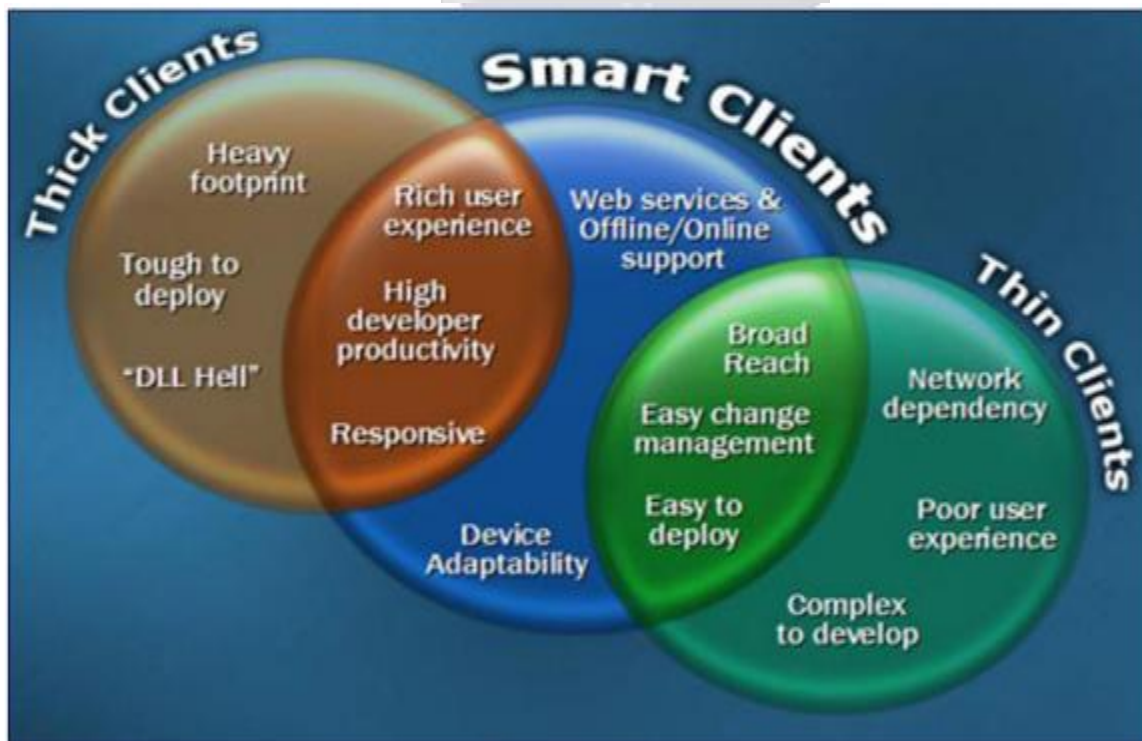 Thick Clients
Smart Clients
Thin Clients
Heavy
footprint
Tough to
deploy
“DLL Hell”
Rich user
experience
High
developer
productivity
Responsive
Web services &
Offline/Online
support
Device
Adaptability
Broad
Reach
Easy change
management
Easy to
deploy
Network
dependency
Poor user
experience
Complex
to develop